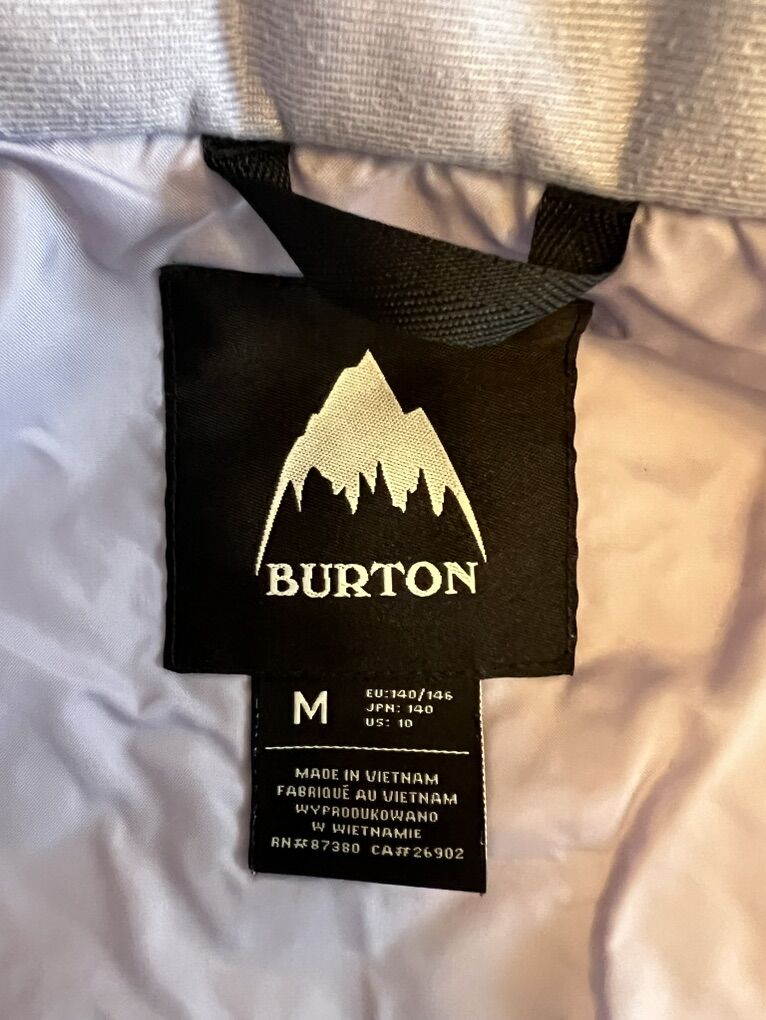 BURTON
M
EU:140/146
JPN: 140
US: 10
MADE IN VIETNAM
FABRIQUÉ AU VIETNAM
WYPRODUKOWANO
W WIETNAMIE
RN#87380 CA#26902